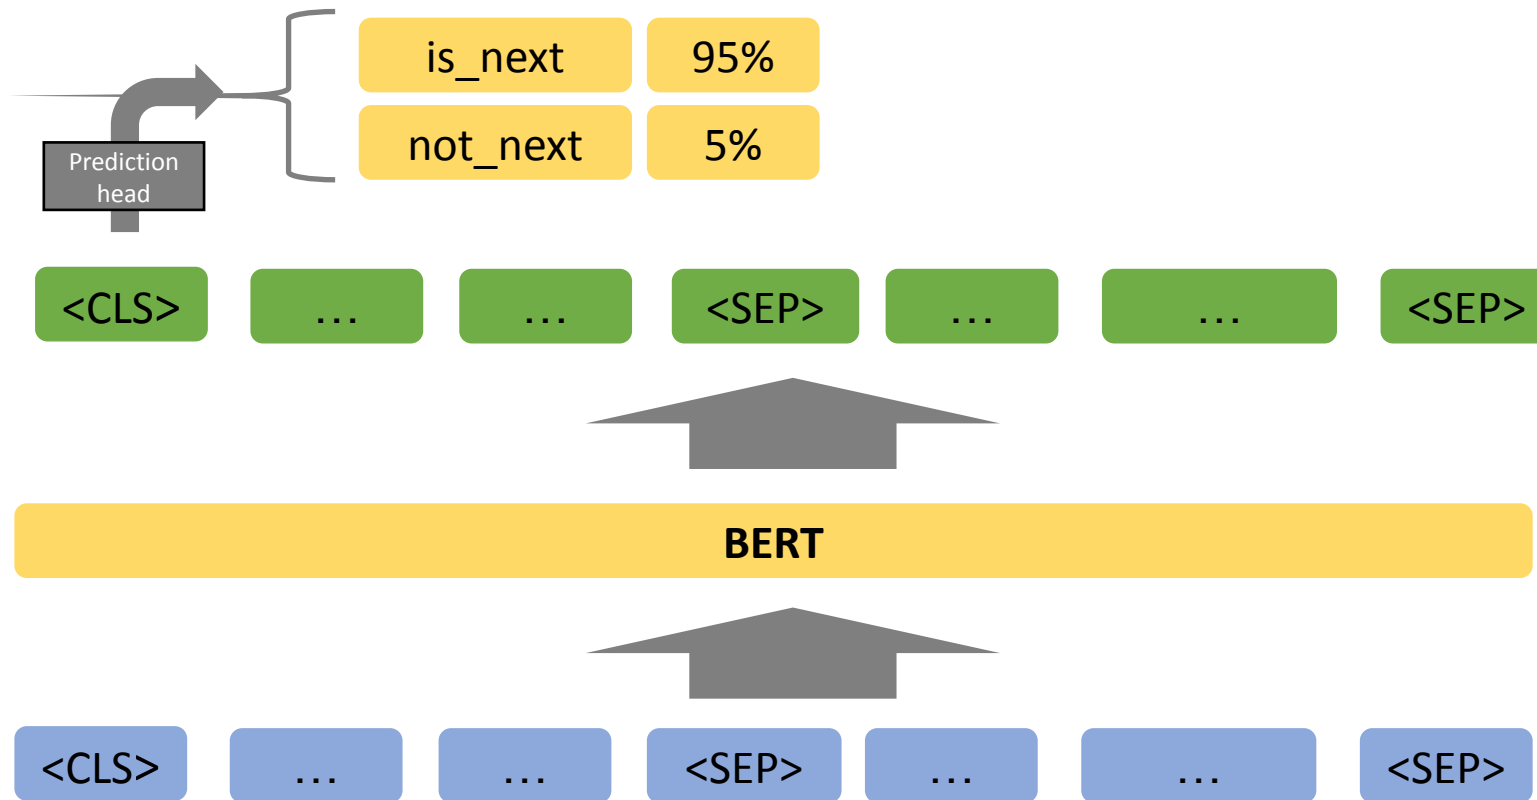 is_next 95%
not_next 5%
Prediction
head
<CLS> ... ... <SEP> ... ... <SEP>
BERT
<CLS> ... ... <SEP> ... ... <SEP>